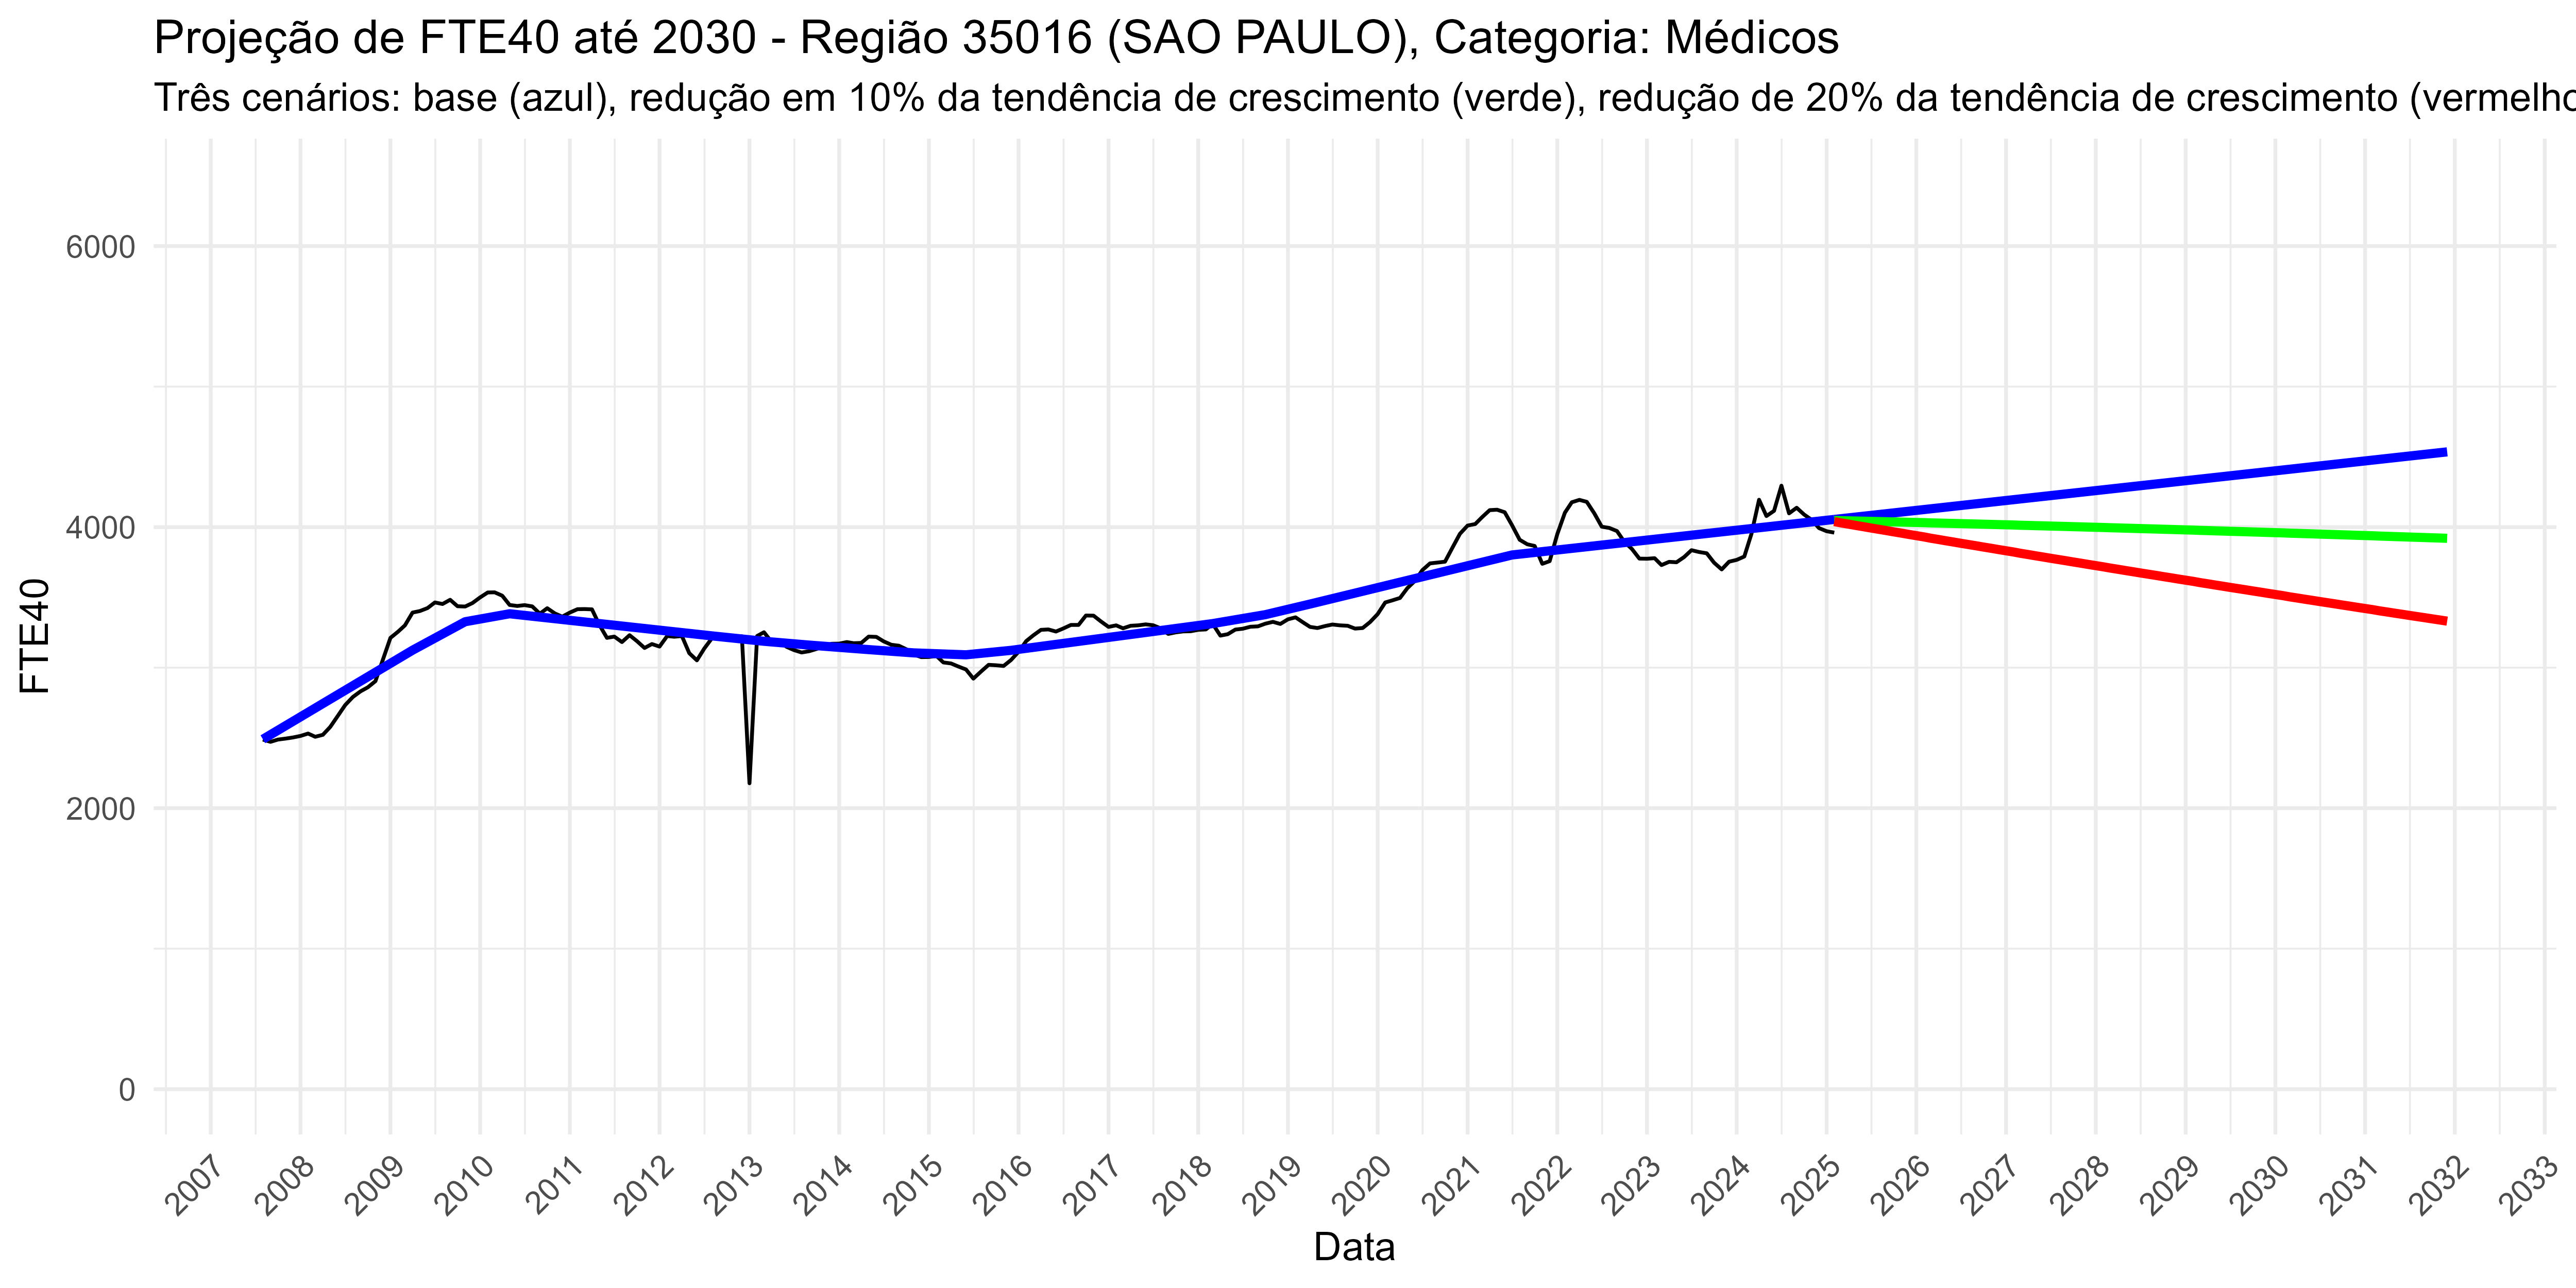 Projeção de FTE40 até 2030 - Região 35016 (SAO PAULO), Categoria: Médicos
Três cenários: base (azul), redução em 10% da tendência de crescimento (verde), redução de 20% da tendência de crescimento (vermelho
FTE40
6000
4000
2000
0
2007 2008 2009 2010 2011 2012 2013 2014 2015 2016 2017 2018 2019 2020 2021 2022 2023 2024 2025 2026 2027 2028 2029 2030 2031 2032 2033
Data